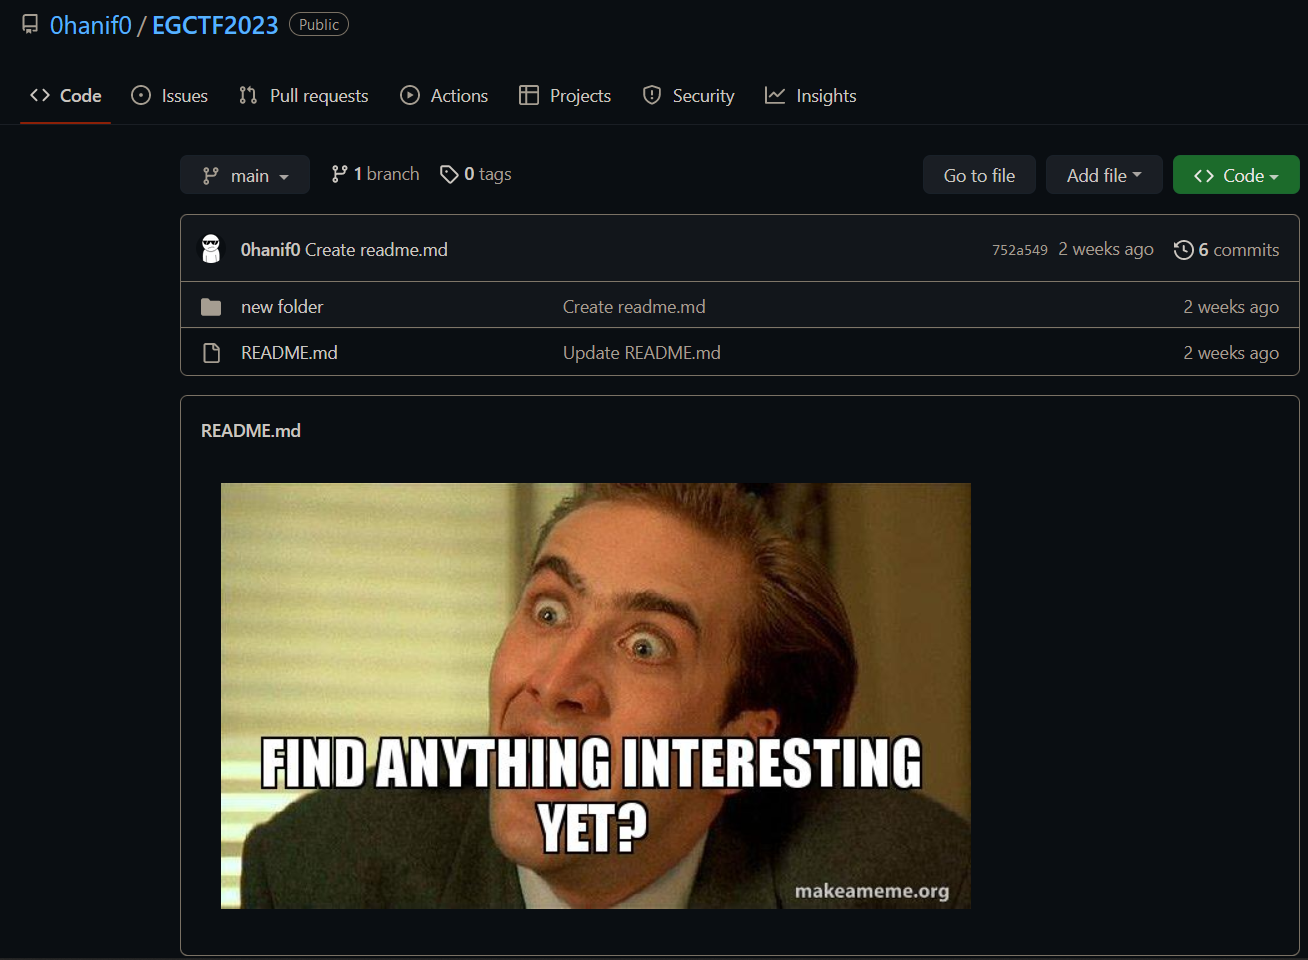 0hanif0 / EGCTF2023 Public
Code Issues Pull requests Actions Projects Security Insights
main 1 branch 0 tags Go to file Add file Code
0hanif0 Create readme.md 752a549 2 weeks ago 6 commits
new folder Create readme.md 2 weeks ago
README.md Update README.md 2 weeks ago
README.md
FIND ANYTHING INTERESTING
YET?
makeameme.org